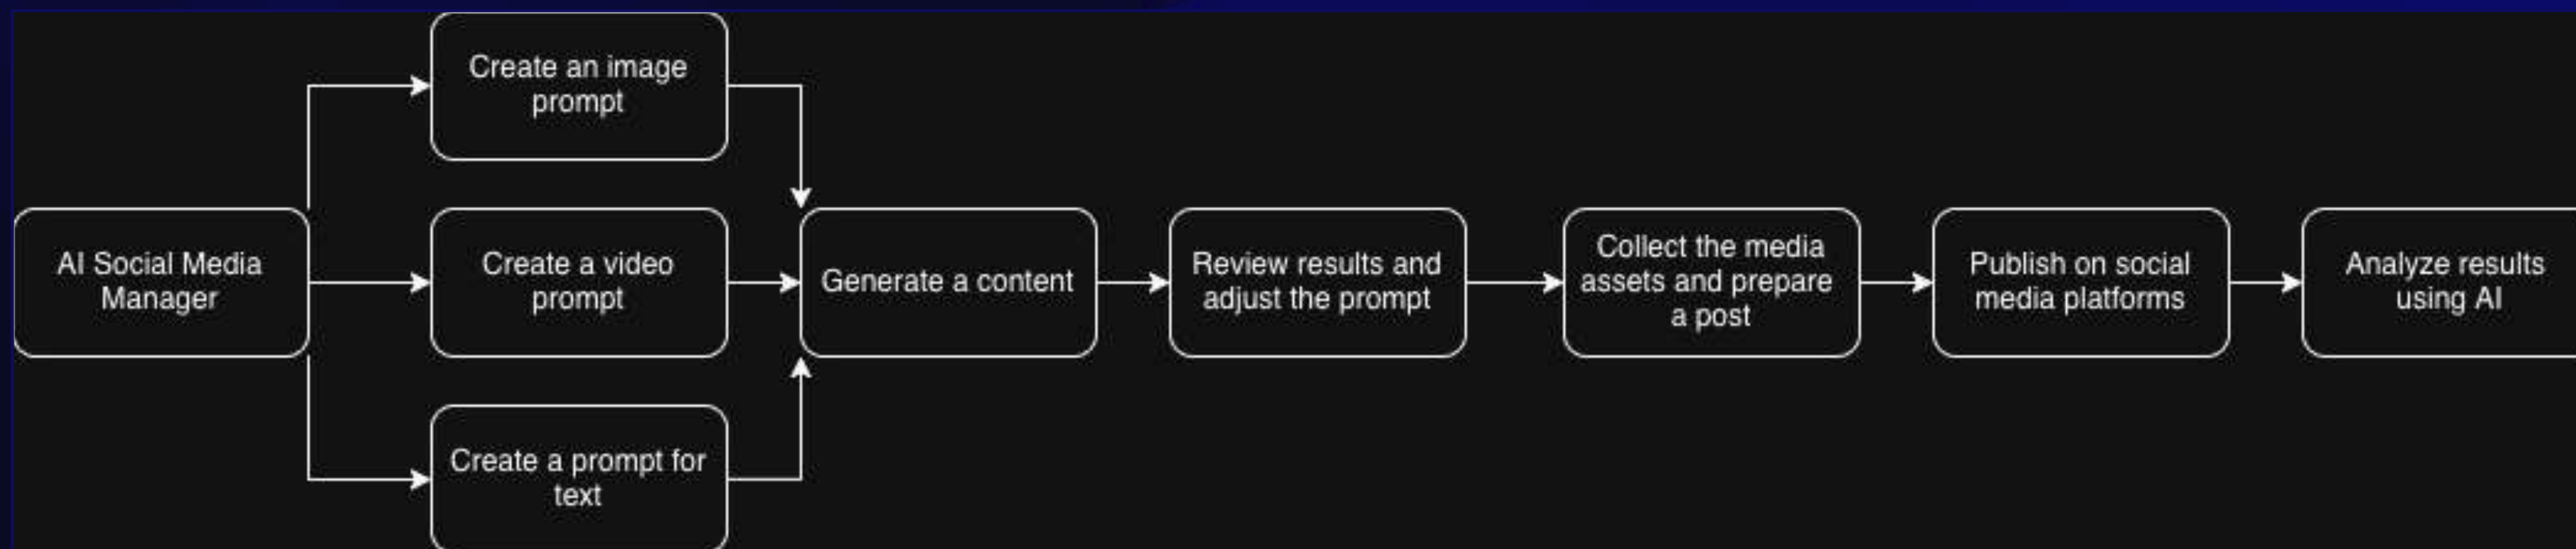 Create an image
prompt
AI Social Media
Manager
Create a video
prompt
Create a prompt for
text
Generate a content
Review results and
adjust the prompt
Collect the media
assets and prepare
a post
Publish on social
media platforms
Analyze results
using AI